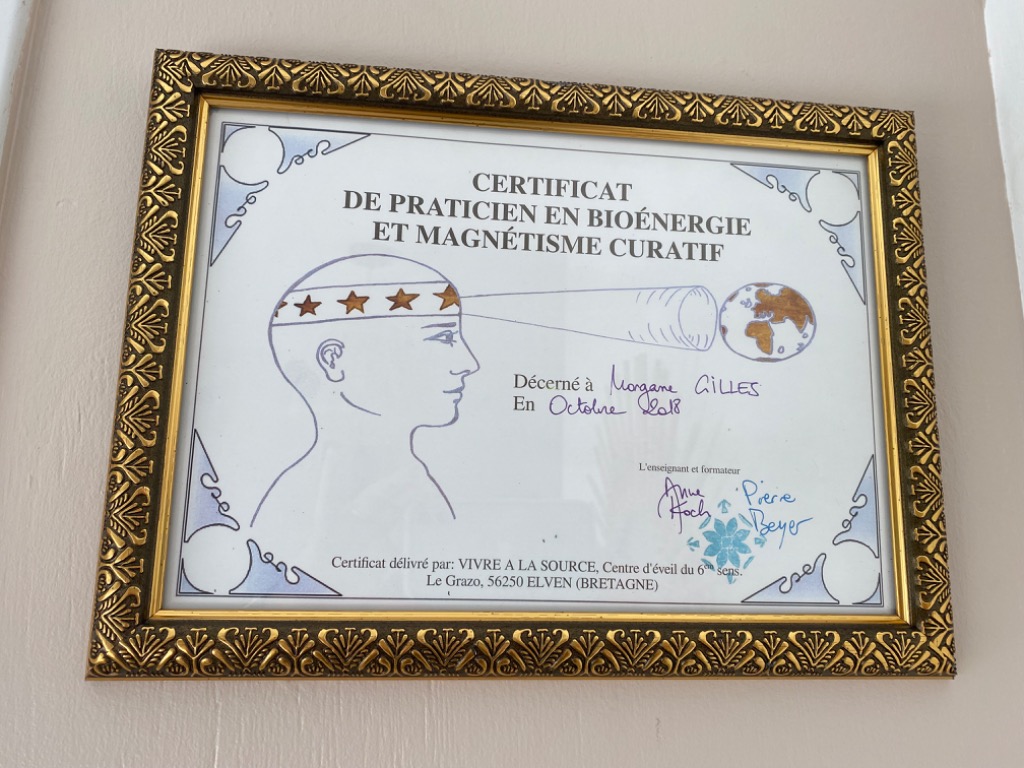 CERTIFICAT
DE PRATICIEN EN BIOÉNERGIE
ET MAGNÉTISME CURATIF
Décerné à Morgane GILLES
En Octobre 2018
L'enseignant et formateur
Anne Pierre
Koch Beyer
Certificat délivré par: VIVRE A LA SOURCE, Centre d'éveil du 6ème sens.
Le Grazo, 56250 ELVEN (BRETAGNE)